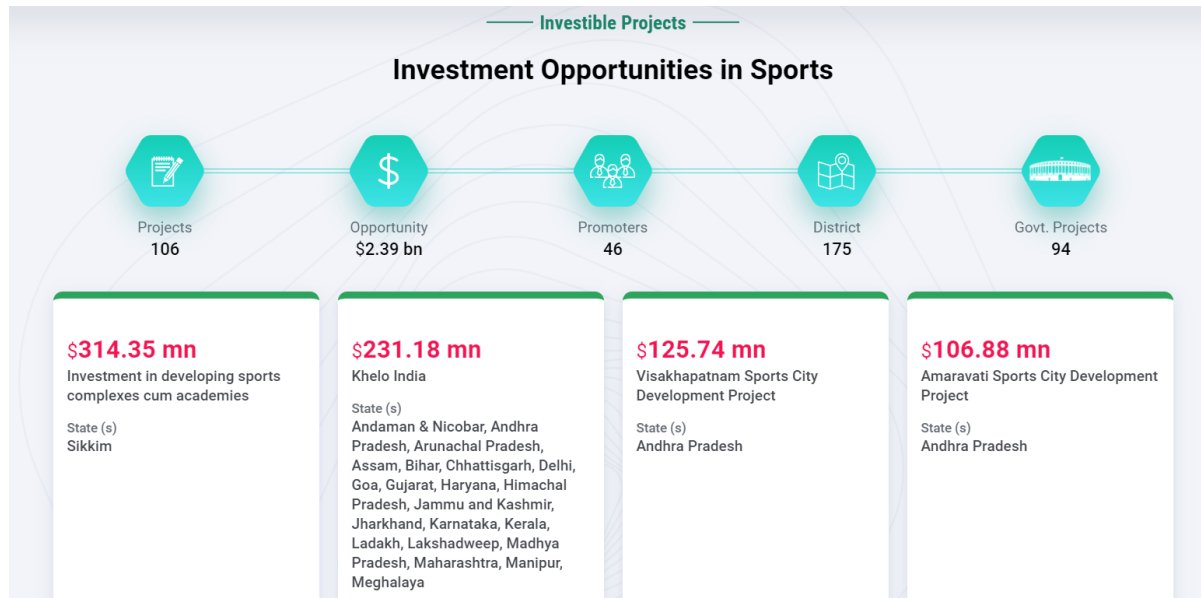 Investible Projects
Investment Opportunities in Sports
Projects
106
Opportunity
$2.39 bn
Promoters
46
District
175
Govt. Projects
94
$314.35 mn
Investment in developing sports
complexes cum academies
State (s)
Sikkim
$231.18 mn
Khelo India
State (s)
Andaman & Nicobar, Andhra
Pradesh, Arunachal Pradesh,
Assam, Bihar, Chhattisgarh, Delhi,
Goa, Gujarat, Haryana, Himachal
Pradesh, Jammu and Kashmir,
Jharkhand, Karnataka, Kerala,
Ladakh, Lakshadweep, Madhya
Pradesh, Maharashtra, Manipur,
Meghalaya
$125.74 mn
Visakhapatnam Sports City
Development Project
State (s)
Andhra Pradesh
$106.88 mn
Amaravati Sports City Development
Project
State (s)
Andhra Pradesh